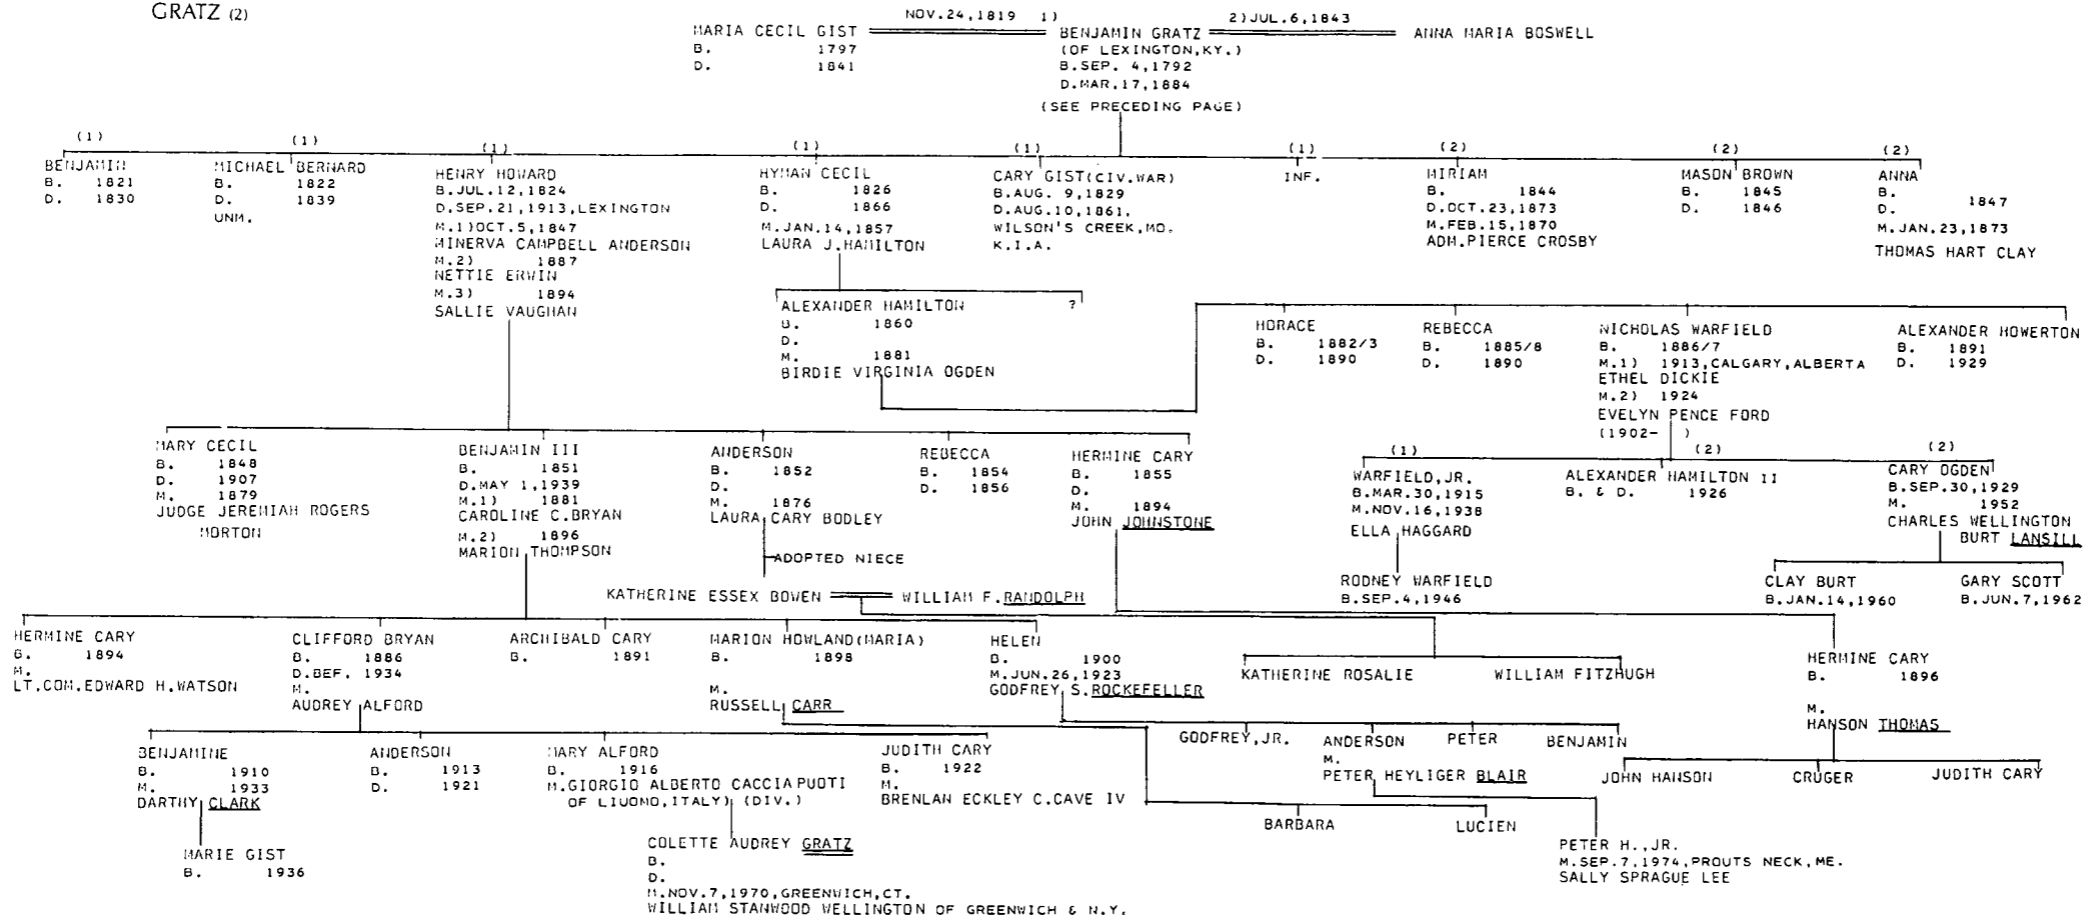 GRATZ (2)
NOV.24,1819 1)
2)JUL.6,1843
MARIA CECIL GIST
B. 1797
D. 1841
BENJAMIN GRATZ
(OF LEXINGTON,KY.)
B.SEP. 4,1792
D.MAR.17,1884
(SEE PRECEDING PAGE)
ANNA MARIA BOSWELL
(1)
BENJAMIN
B. 1821
D. 1830
(1)
MICHAEL BERNARD
B. 1822
D. 1839
UNM.
(1)
HENRY HOWARD
B.JUL.12,1824
D.SEP.21,1913,LEXINGTON
M.1)OCT.5,1847
MINERVA CAMPBELL ANDERSON
M.2) 1887
NETTIE ERWIN
M.3) 1894
SALLIE VAUGHAN
(1)
HYMAN CECIL
B. 1826
D. 1866
M.JAN.14,1857
LAURA J.HAMILTON
(1)
CARY GIST(CIV.WAR)
B.AUG. 9,1829
D.AUG.10,1861.
WILSON'S CREEK,MO.
K.I.A.
(1)
INF.
(2)
MIRIAM
B. 1844
D.OCT.23,1873
M.FEB.15,1870
ADM.PIERCE CROSBY
(2)
MASON BROWN
B. 1845
D. 1846
(2)
ANNA
B. 1847
D.
M.JAN.23,1873
THOMAS HART CLAY
ALEXANDER HAMILTON
B. 1860
D.
M. 1881
BIRDIE VIRGINIA OGDEN
?
HORACE
B. 1882/3
D. 1890
REBECCA
B. 1885/8
D. 1890
NICHOLAS WARFIELD
B. 1886/7
M.1) 1913,CALGARY,ALBERTA
ETHEL DICKIE
M.2) 1924
EVELYN PENCE FORD
(1902- )
ALEXANDER HOWERTON
B. 1891
D. 1929
MARY CECIL
B. 1848
D. 1907
M. 1879
JUDGE JEREMIAH ROGERS
MORTON
BENJAMIN III
B. 1851
D.MAY 1,1939
M.1) 1881
CAROLINE C.BRYAN
M.2) 1896
MARION THOMPSON
ANDERSON
B. 1852
D.
M. 1876
LAURA CARY BODLEY
ADOPTED NIECE
REBECCA
B. 1854
D. 1856
HERMINE CARY
B. 1855
D.
M. 1894
JOHN JOHNSTONE
(1)
WARFIELD,JR.
B.MAR.30,1915
M.NOV.16,1938
ELLA HAGGARD
(2)
ALEXANDER HAMILTON II
B. & D. 1926
(2)
CARY OGDEN
B.SEP.30,1929
M. 1952
CHARLES WELLINGTON
BURT LANSILL
KATHERINE ESSEX BOWEN
WILLIAM F.RANDOLPH
RODNEY WARFIELD
B.SEP.4,1946
CLAY BURT
B.JAN.14,1960
GARY SCOTT
B.JUN.7,1962
HERMINE CARY
B. 1894
M.
LT.COM.EDWARD H.WATSON
CLIFFORD BRYAN
B. 1886
D.BEF. 1934
M.
AUDREY ALFORD
ARCHIBALD CARY
B. 1891
MARION HOWLAND(MARIA)
B. 1898
M.
RUSSELL CARR
HELEN
B. 1900
M.JUN.26,1923
GODFREY S.ROCKEFELLER
KATHERINE ROSALIE
WILLIAM FITZHUGH
HERMINE CARY
B. 1896
M.
HANSON THOMAS
BENJAMINE
B. 1910
M. 1933
DARTHY CLARK
ANDERSON
B. 1913
D. 1921
MARY ALFORD
B. 1916
M.GIORGIO ALBERTO CACCIAPUOTI
OF LIUOMO,ITALY) (DIV.)
JUDITH CARY
B. 1922
M.
BRENLAN ECKLEY C.CAVE IV
GODFREY,JR.
ANDERSON
M.
PETER HEYLIGER BLAIR
PETER
BENJAMIN
JOHN HANSON
CRUGER
JUDITH CARY
BARBARA
LUCIEN
MARIE GIST
B. 1936
COLETTE AUDREY GRATZ
B.
D.
M.NOV.7,1970,GREENWICH,CT.
WILLIAM STANWOOD WELLINGTON OF GREENWICH & N.Y.
PETER H.,JR.
M.SEP.7,1974,PROUTS NECK,ME.
SALLY SPRAGUE LEE